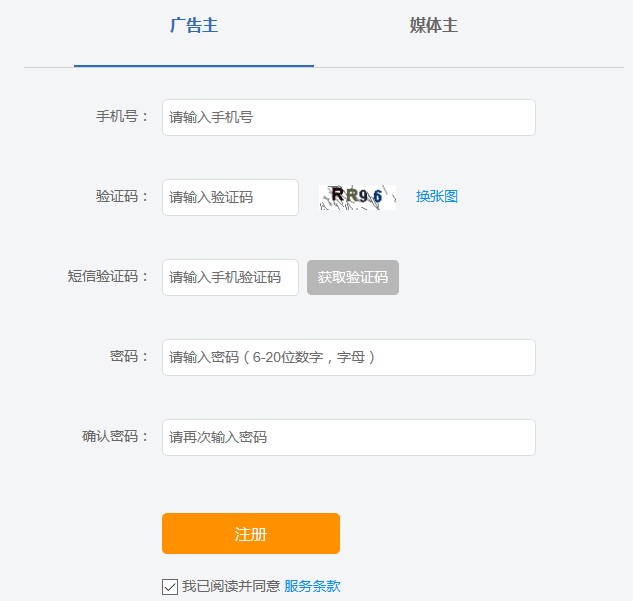 广告主 媒体主
手机号： 请输入手机号
验证码： 请输入验证码 RR96 换张图
短信验证码： 请输入手机验证码 获取验证码
密码： 请输入密码（6-20位数字，字母）
确认密码： 请再次输入密码
注册
我已阅读并同意 服务条款